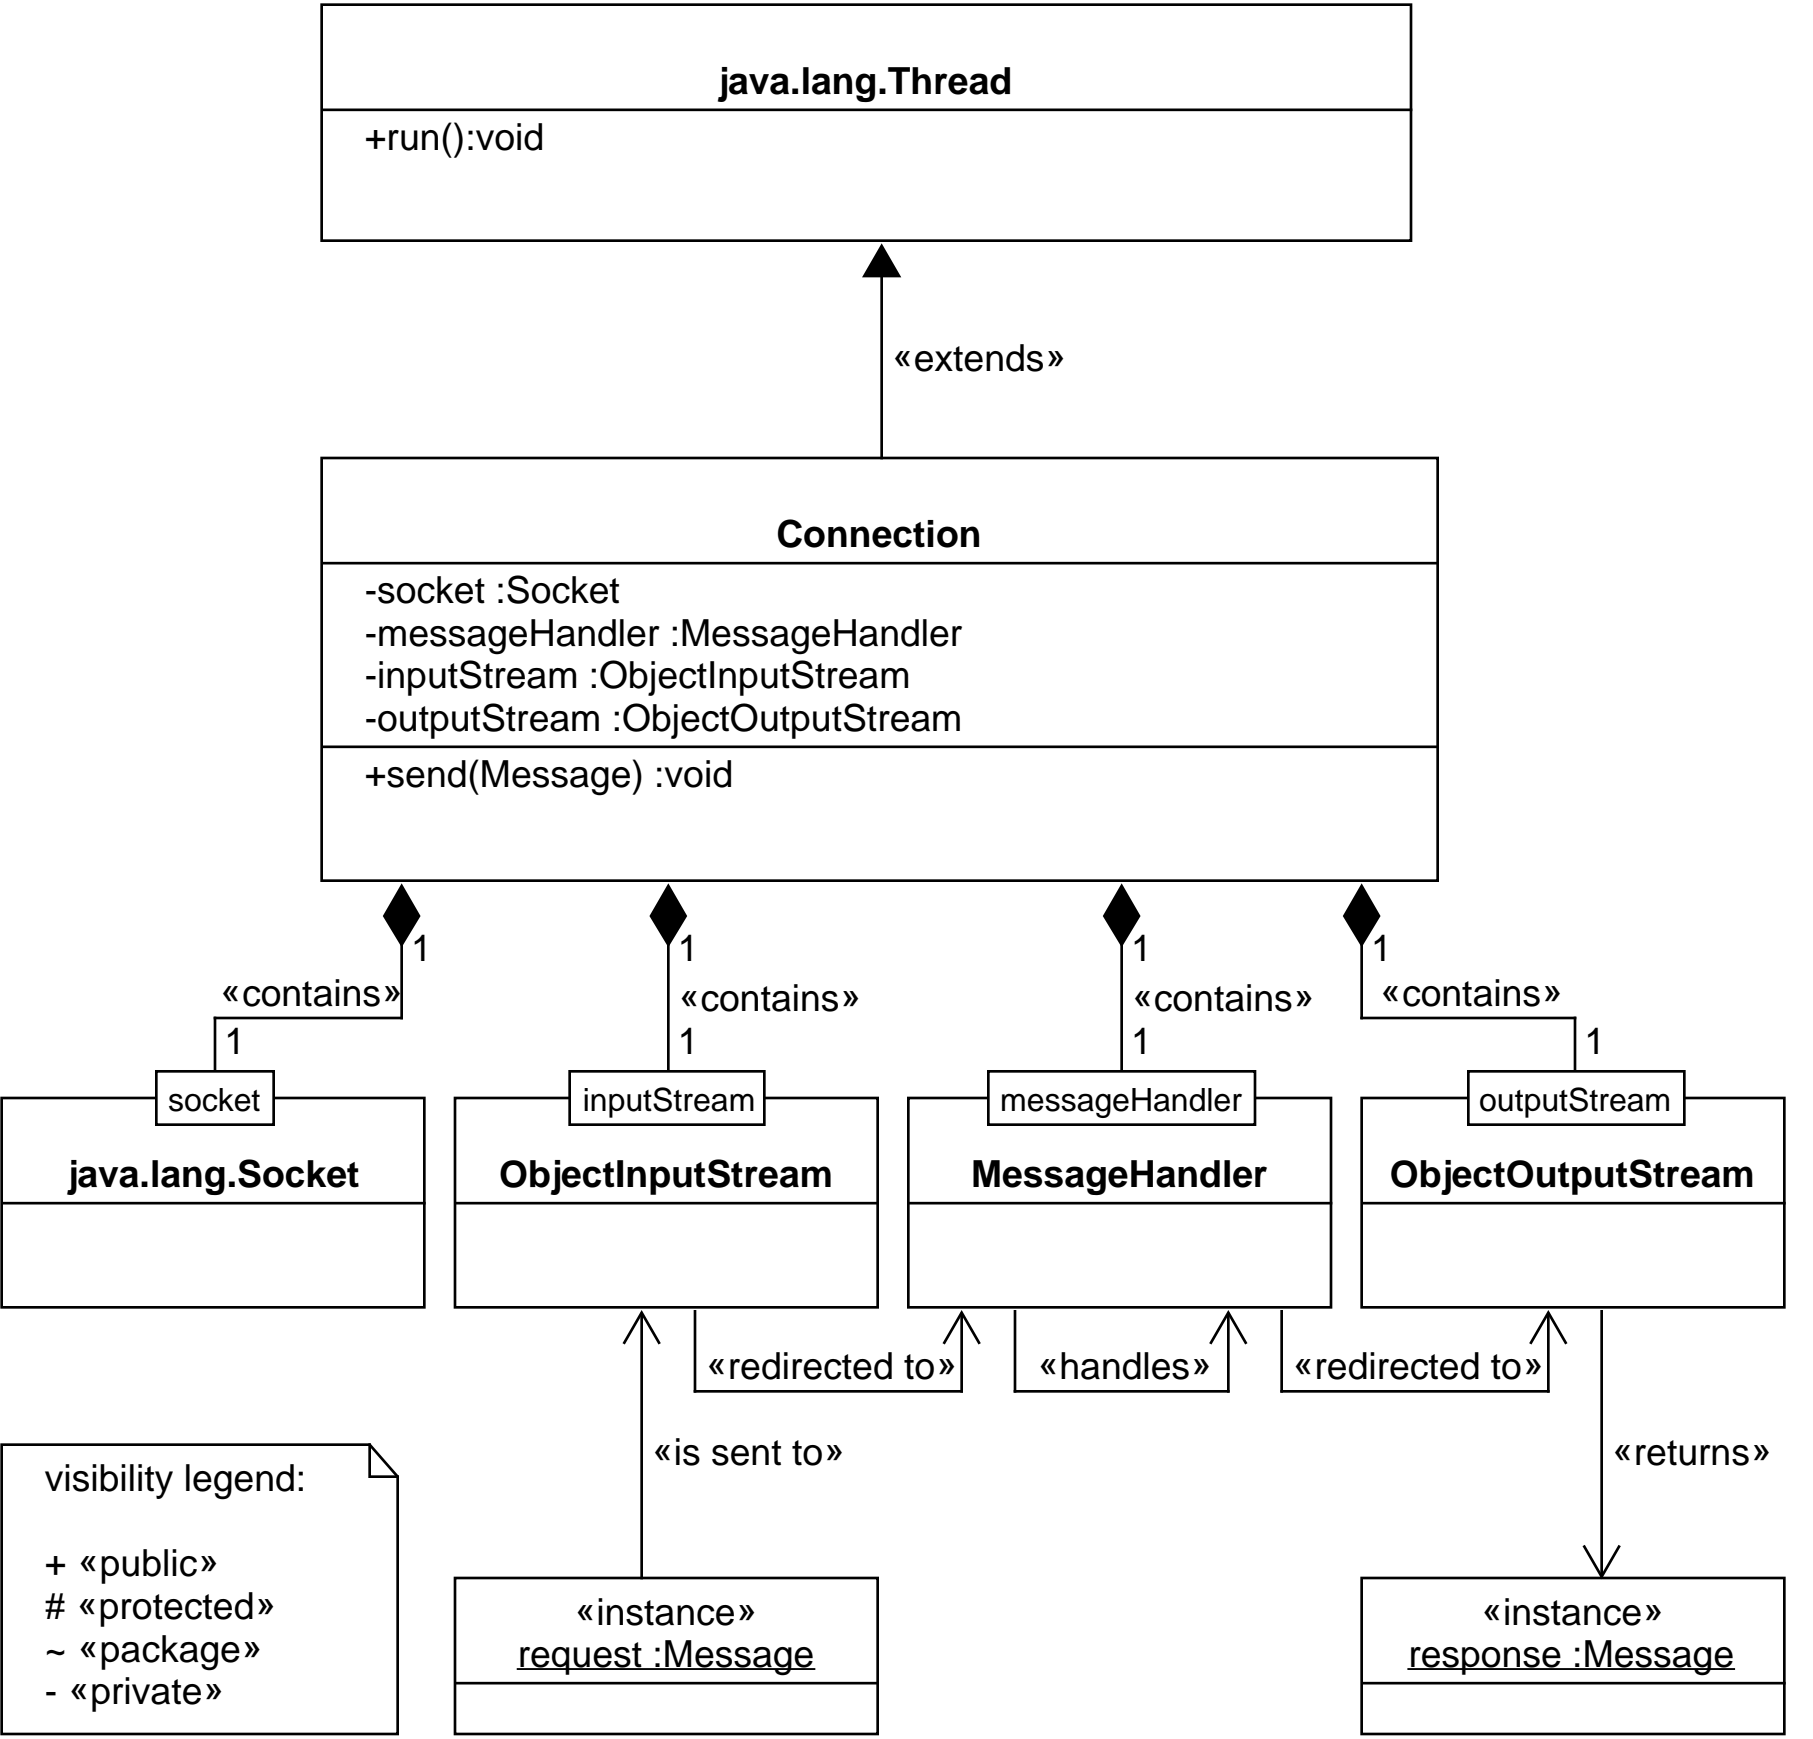 java.lang.Thread
+run():void
«extends»
Connection
-socket :Socket
-messageHandler :MessageHandler
-inputStream :ObjectInputStream
-outputStream :ObjectOutputStream
+send(Message) :void
1
1
1
1
«contains»
«contains»
«contains»
«contains»
1
1
1
1
socket
inputStream
messageHandler
outputStream
java.lang.Socket
ObjectInputStream
MessageHandler
ObjectOutputStream
«redirected to»
«handles»
«redirected to»
«is sent to»
«returns»
visibility legend:
+ «public»
# «protected»
~ «package»
- «private»
«instance»
request :Message
«instance»
response :Message